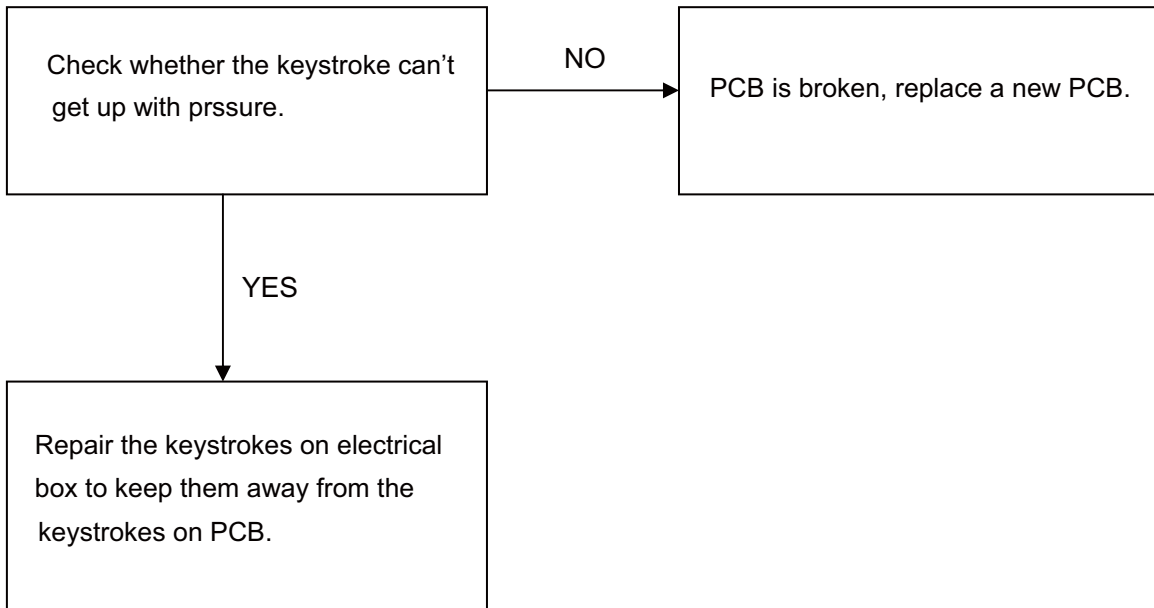 Check whether the keystroke can’t
get up with prssure.
NO
PCB is broken, replace a new PCB.
YES
Repair the keystrokes on electrical
box to keep them away from the
keystrokes on PCB.